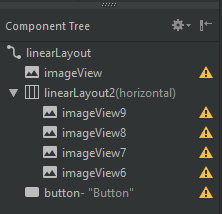 Component Tree
linearLayout
imageView
linearLayout2(horizontal)
imageView9
imageView8
imageView7
imageView6
button- "Button"